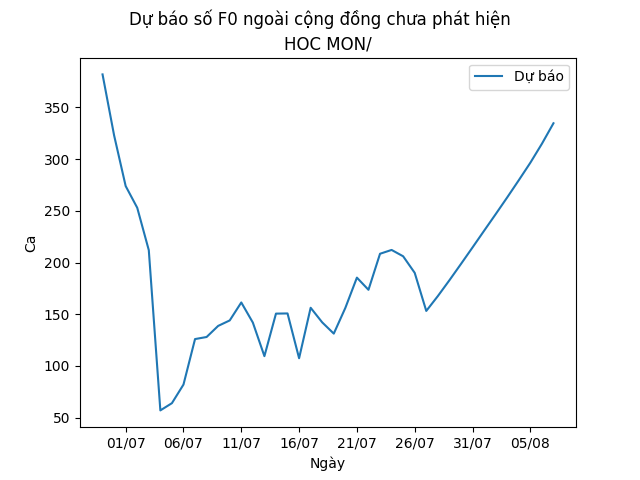 Dự báo số F0 ngoài cộng đồng chưa phát hiện
HOC MON/
Dự báo
Ca
350
300
250
200
150
100
50
01/07 06/07 11/07 16/07 21/07 26/07 31/07 05/08
Ngày